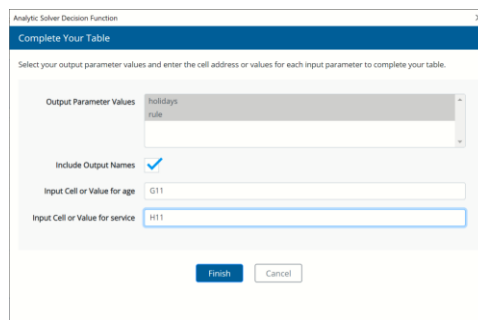 Analytic Solver Decision Function
Complete Your Table
Select your output parameter values and enter the cell address or values for each input parameter to complete your table.
Output Parameter Values
holidays
rule
Include Output Names
Input Cell or Value for age
G11
Input Cell or Value for service
H11
Finish
Cancel